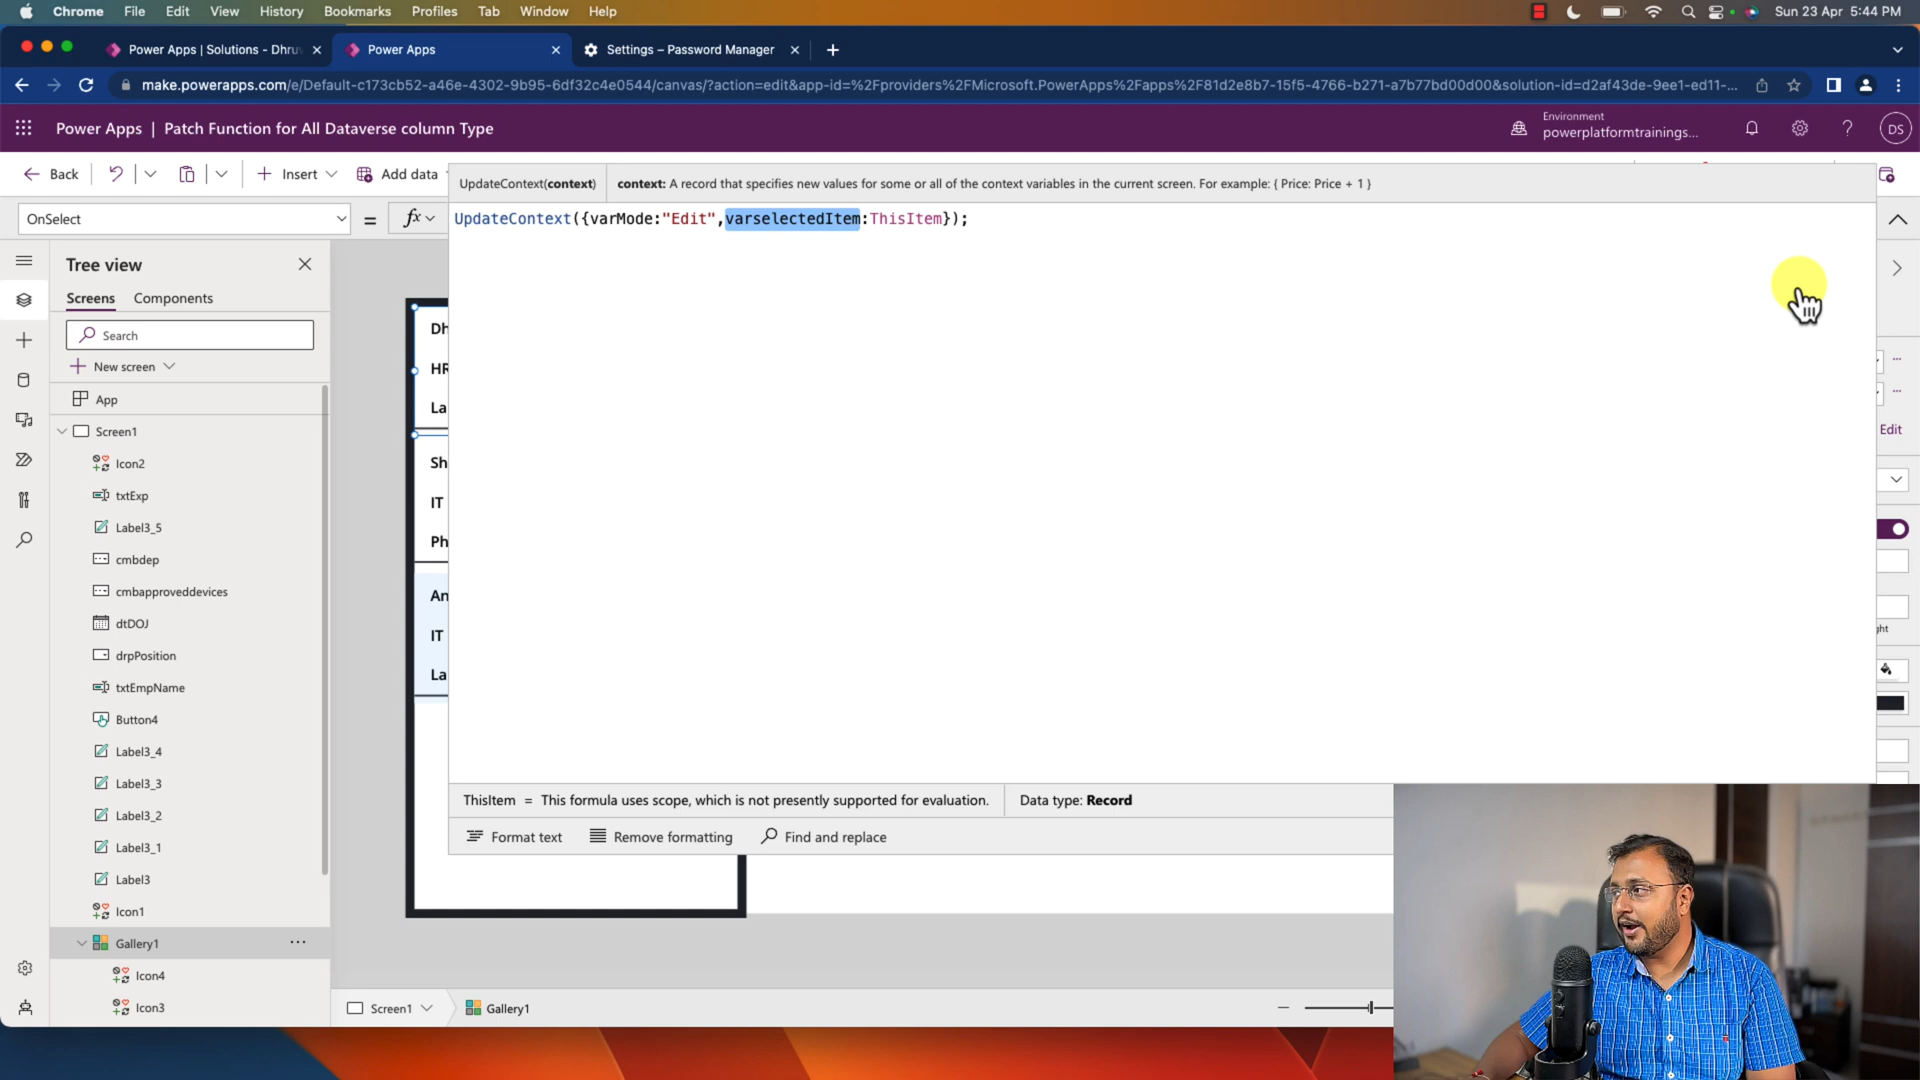 Chrome File Edit View History Bookmarks Profiles Tab Window Help
Sun 23 Apr 5:44 PM
Power Apps | Solutions - Dhru
Power Apps
Settings – Password Manager
make.powerapps.com/e/Default-c173cb52-a46e-4302-9b95-6df32c4e0544/canvas/?action=edit&app-id=%2Fproviders%2FMicrosoft.PowerApps%2Fapps%2F81d2e8b7-15f5-4766-b271-a7b77bd00d00&solution-id=d2af43de-9ee1-ed11-...
Power Apps | Patch Function for All Dataverse column Type
Environment
powerplatformtrainings...
DS
Back
Insert
Add data
UpdateContext(context)
context: A record that specifies new values for some or all of the context variables in the current screen. For example: { Price: Price + 1 }
OnSelect
= fx
UpdateContext({varMode:"Edit",varselectedItem:ThisItem});
Tree view
Screens Components
Search
New screen
App
Screen1
Icon2
txtExp
Label3_5
cmbdep
cmbapproveddevices
dtDOJ
drpPosition
txtEmpName
Button4
Label3_4
Label3_3
Label3_2
Label3_1
Label3
Icon1
Gallery1
Icon4
Icon3
Dh
HR
La
Sh
IT
Ph
An
IT
La
Edit
ght
ThisItem = This formula uses scope, which is not presently supported for evaluation.
Data type: Record
Format text
Remove formatting
Find and replace
Screen1
Gallery1